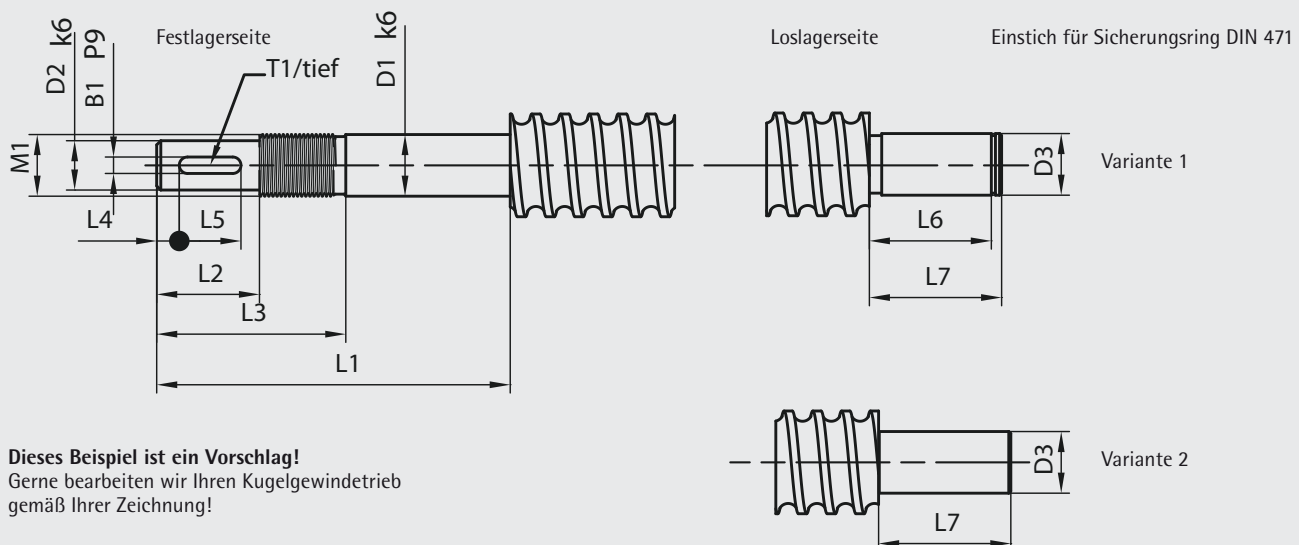 Festlagerseite
Loslagerseite
Einstich für Sicherungsring DIN 471
D2 k6
B1 P9
T1/tief
D1 k6
M1
D3
Variante 1
L4
L5
L6
L2
L7
L3
L1
Dieses Beispiel ist ein Vorschlag!
Gerne bearbeiten wir Ihren Kugelgewindetrieb
gemäß Ihrer Zeichnung!
D3
Variante 2
L7